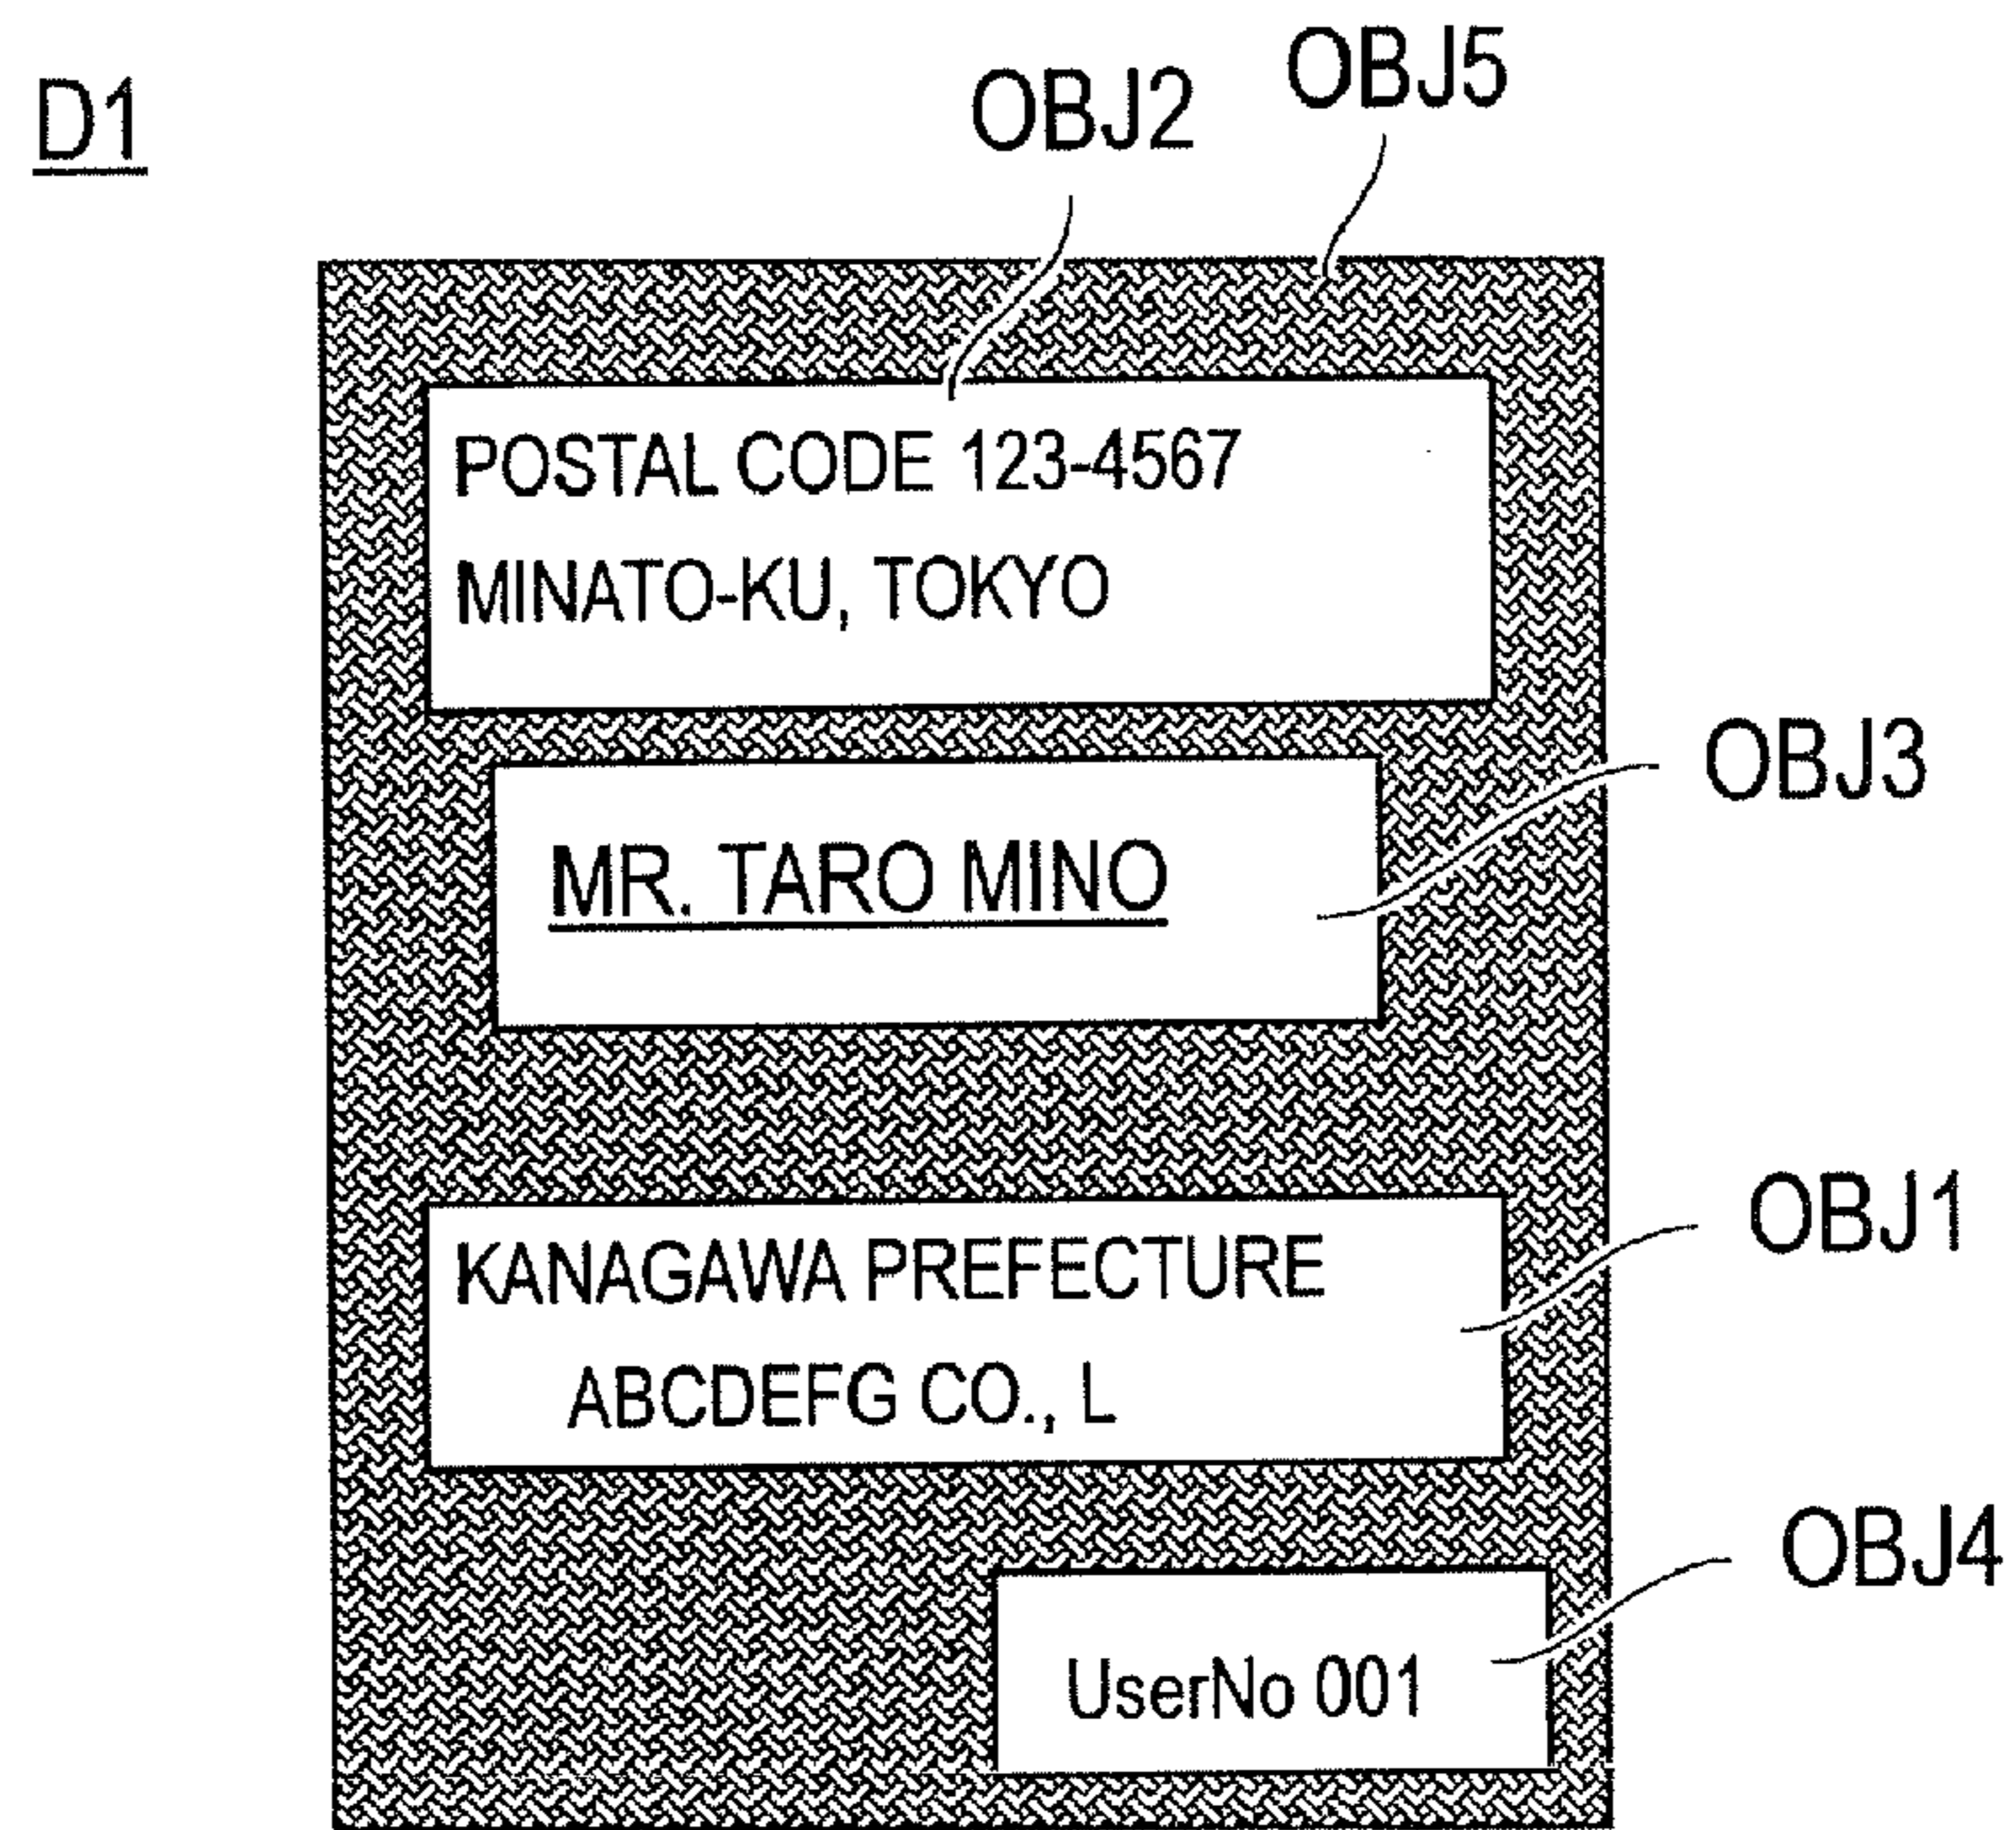 D1
OBJ2
OBJ5
POSTAL CODE 123-4567
MINATO-KU, TOKYO
OBJ3
MR. TARO MINO
OBJ1
KANAGAWA PREFECTURE
ABCDEFG CO., L
OBJ4
UserNo 001